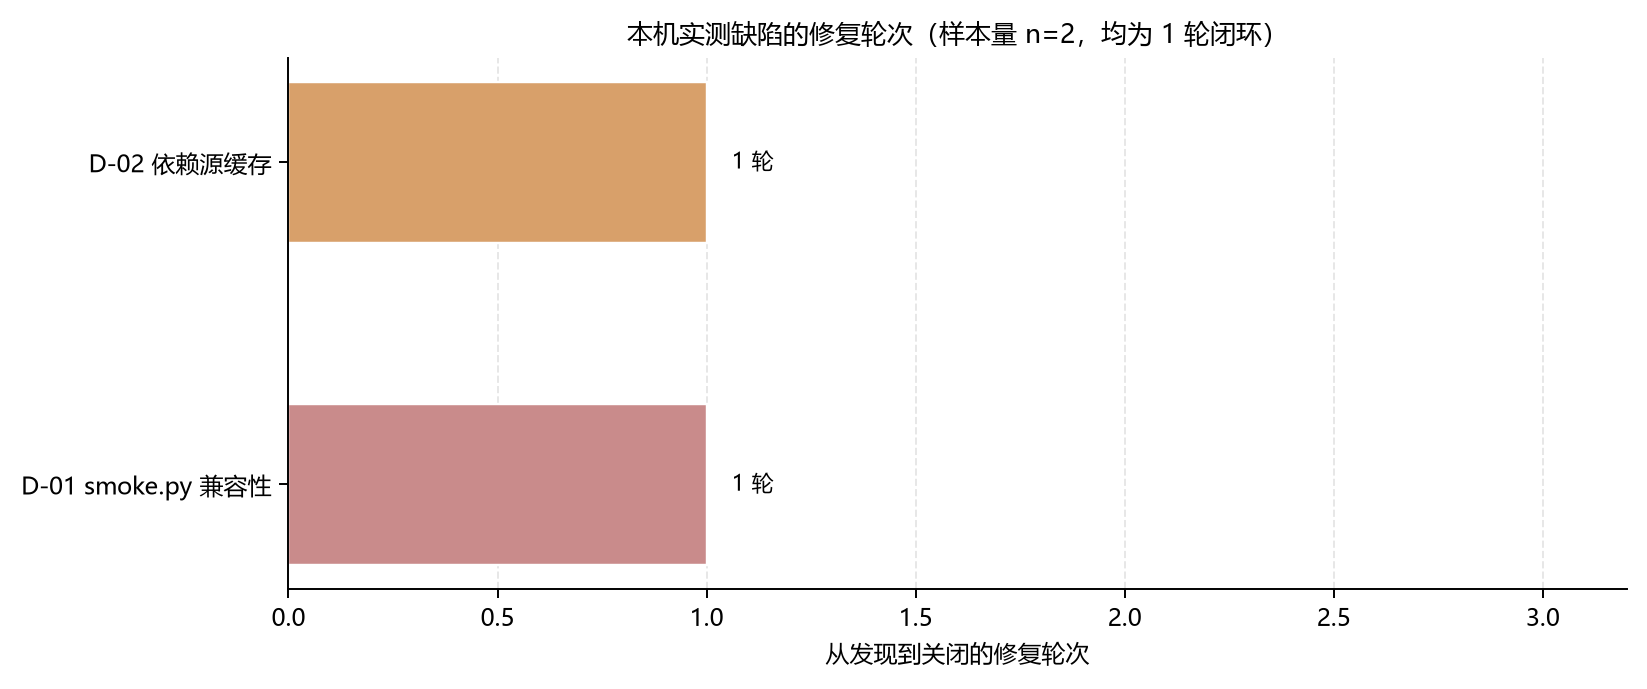 本机实测缺陷的修复轮次（样本量 n=2，均为 1 轮闭环）
D-02 依赖源缓存
1 轮
D-01 smoke.py 兼容性
1 轮
0.0 0.5 1.0 1.5 2.0 2.5 3.0
从发现到关闭的修复轮次